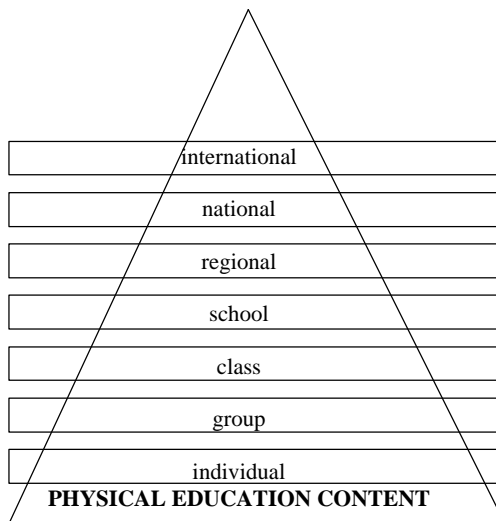 international
national
regional
school
class
group
individual
PHYSICAL EDUCATION CONTENT